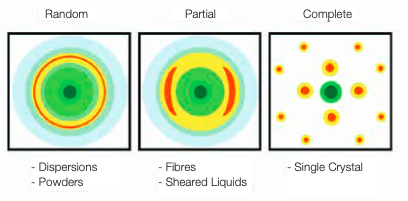 Random
Partial
Complete
- Dispersions
- Powders
- Fibres
- Sheared Liquids
- Single Crystal